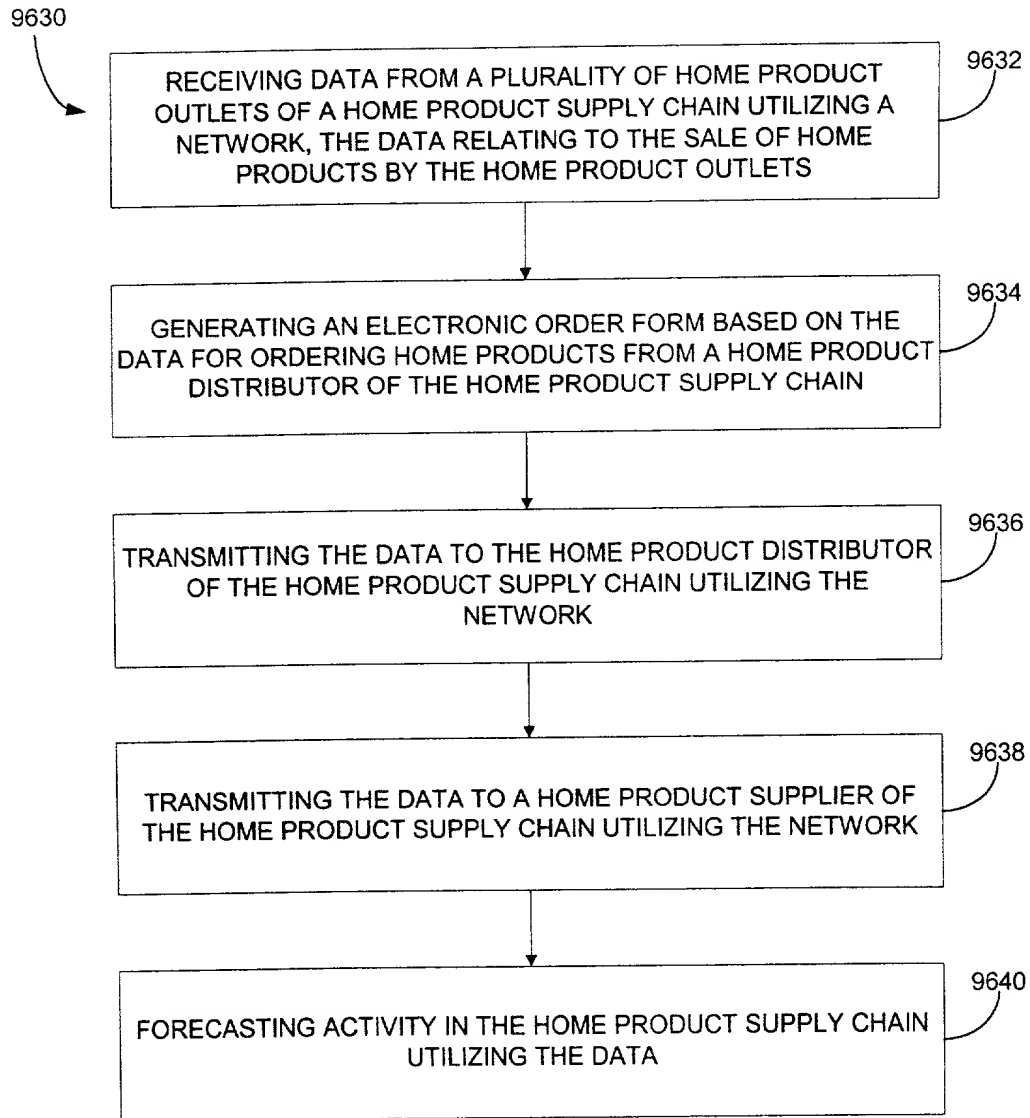 9630
9632
RECEIVING DATA FROM A PLURALITY OF HOME PRODUCT
OUTLETS OF A HOME PRODUCT SUPPLY CHAIN UTILIZING A
NETWORK, THE DATA RELATING TO THE SALE OF HOME
PRODUCTS BY THE HOME PRODUCT OUTLETS
9634
GENERATING AN ELECTRONIC ORDER FORM BASED ON THE
DATA FOR ORDERING HOME PRODUCTS FROM A HOME PRODUCT
DISTRIBUTOR OF THE HOME PRODUCT SUPPLY CHAIN
9636
TRANSMITTING THE DATA TO THE HOME PRODUCT DISTRIBUTOR
OF THE HOME PRODUCT SUPPLY CHAIN UTILIZING THE
NETWORK
9638
TRANSMITTING THE DATA TO A HOME PRODUCT SUPPLIER OF
THE HOME PRODUCT SUPPLY CHAIN UTILIZING THE NETWORK
9640
FORECASTING ACTIVITY IN THE HOME PRODUCT SUPPLY CHAIN
UTILIZING THE DATA